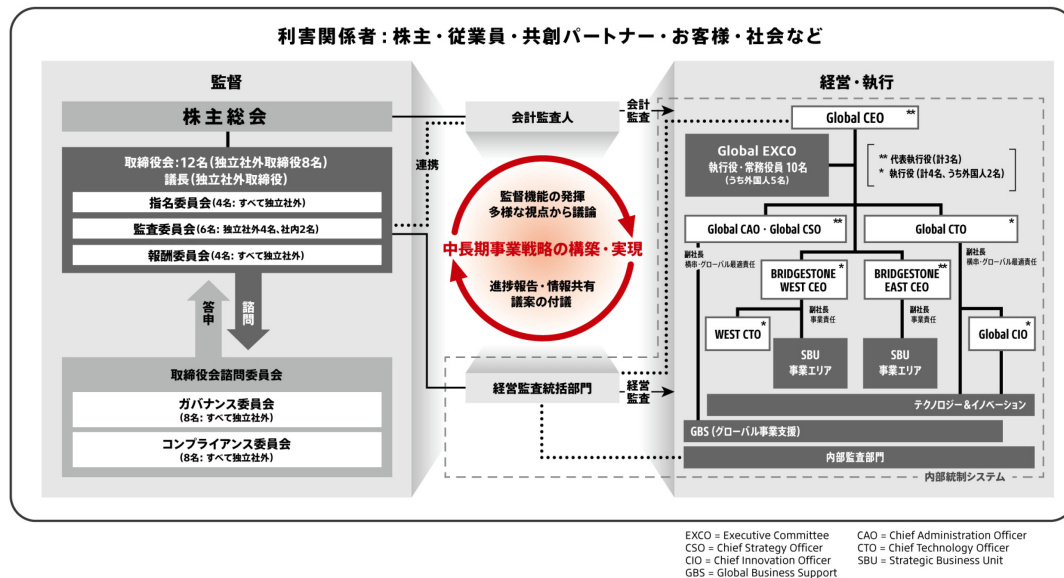 利害関係者：株主・従業員・共創パートナー・お客様・社会など
監督
株主総会
取締役会：12名（独立社外取締役8名）
議長（独立社外取締役）
指名委員会（4名：すべて独立社外）
監査委員会（6名：独立社外4名、社内2名）
報酬委員会（4名：すべて独立社外）
答申
諮問
取締役会諮問委員会
ガバナンス委員会
（8名：すべて独立社外）
コンプライアンス委員会
（8名：すべて独立社外）
会計監査人
会計
監査
連携
監督機能の発揮
多様な視点から議論
中長期事業戦略の構築・実現
進捗報告・情報共有
議案の付議
経営監査統括部門
経営
監査
経営・執行
Global CEO **
Global EXCO
執行役・常務役員 10名
（うち外国人5名）
** 代表執行役（計3名）
* 執行役（計4名、うち外国人2名）
Global CAO・Global CSO **
副社長
横串・グローバル最適責任
Global CTO *
副社長
横串・グローバル最適責任
BRIDGESTONE *
WEST CEO
副社長
事業責任
BRIDGESTONE **
EAST CEO
副社長
事業責任
WEST CTO *
Global CIO *
SBU
事業エリア
SBU
事業エリア
テクノロジー＆イノベーション
GBS（グローバル事業支援）
内部監査部門
内部統制システム
EXCO = Executive Committee
CSO = Chief Strategy Officer
CIO = Chief Innovation Officer
GBS = Global Business Support
CAO = Chief Administration Officer
CTO = Chief Technology Officer
SBU = Strategic Business Unit